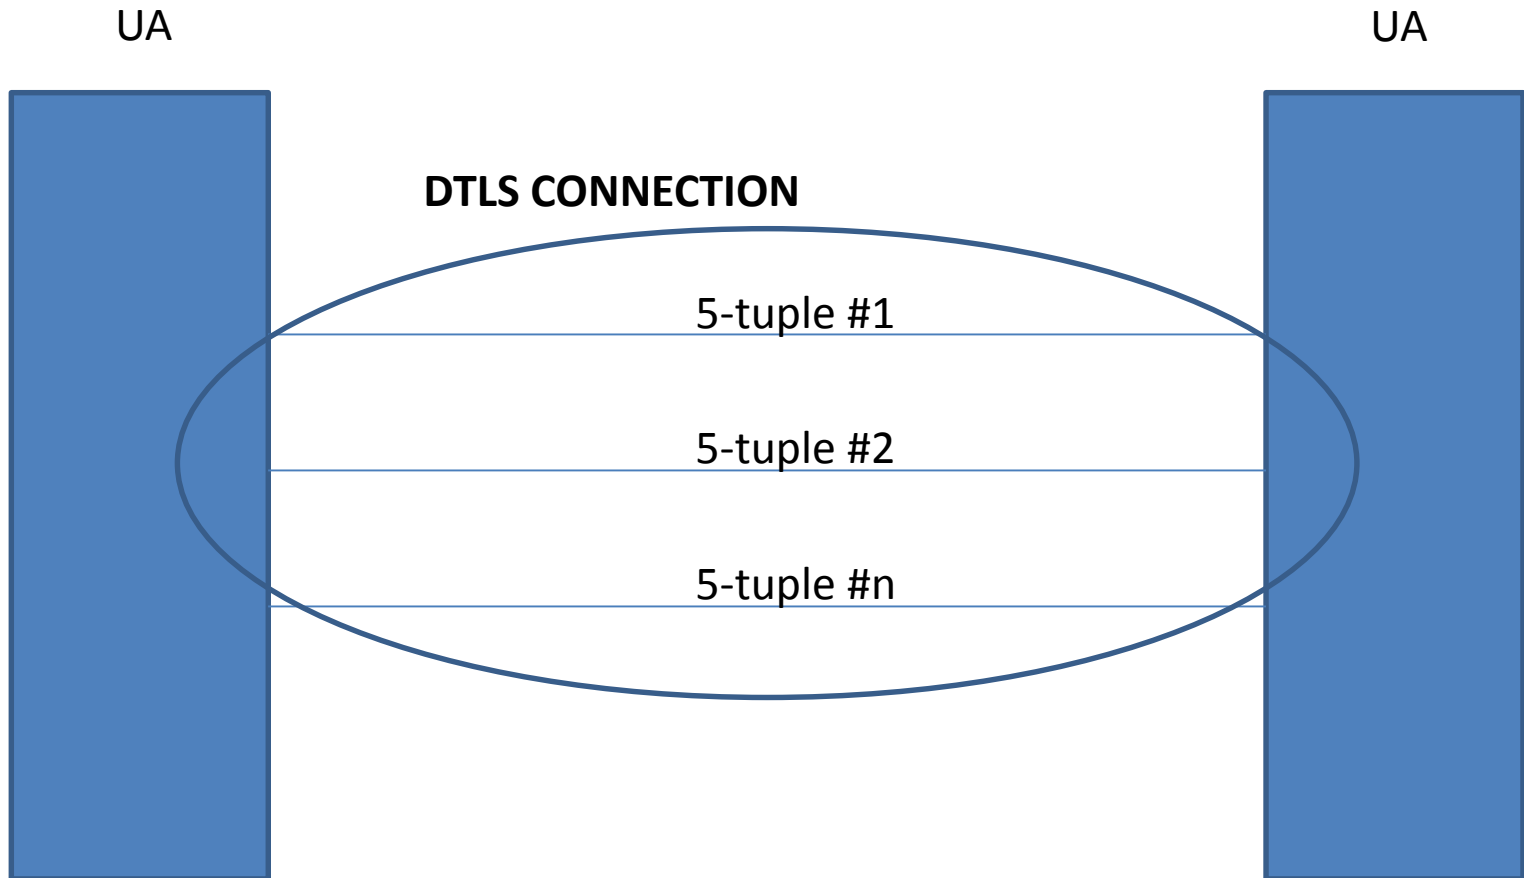 UA
UA
DTLS CONNECTION
5-tuple #1
5-tuple #2
5-tuple #n